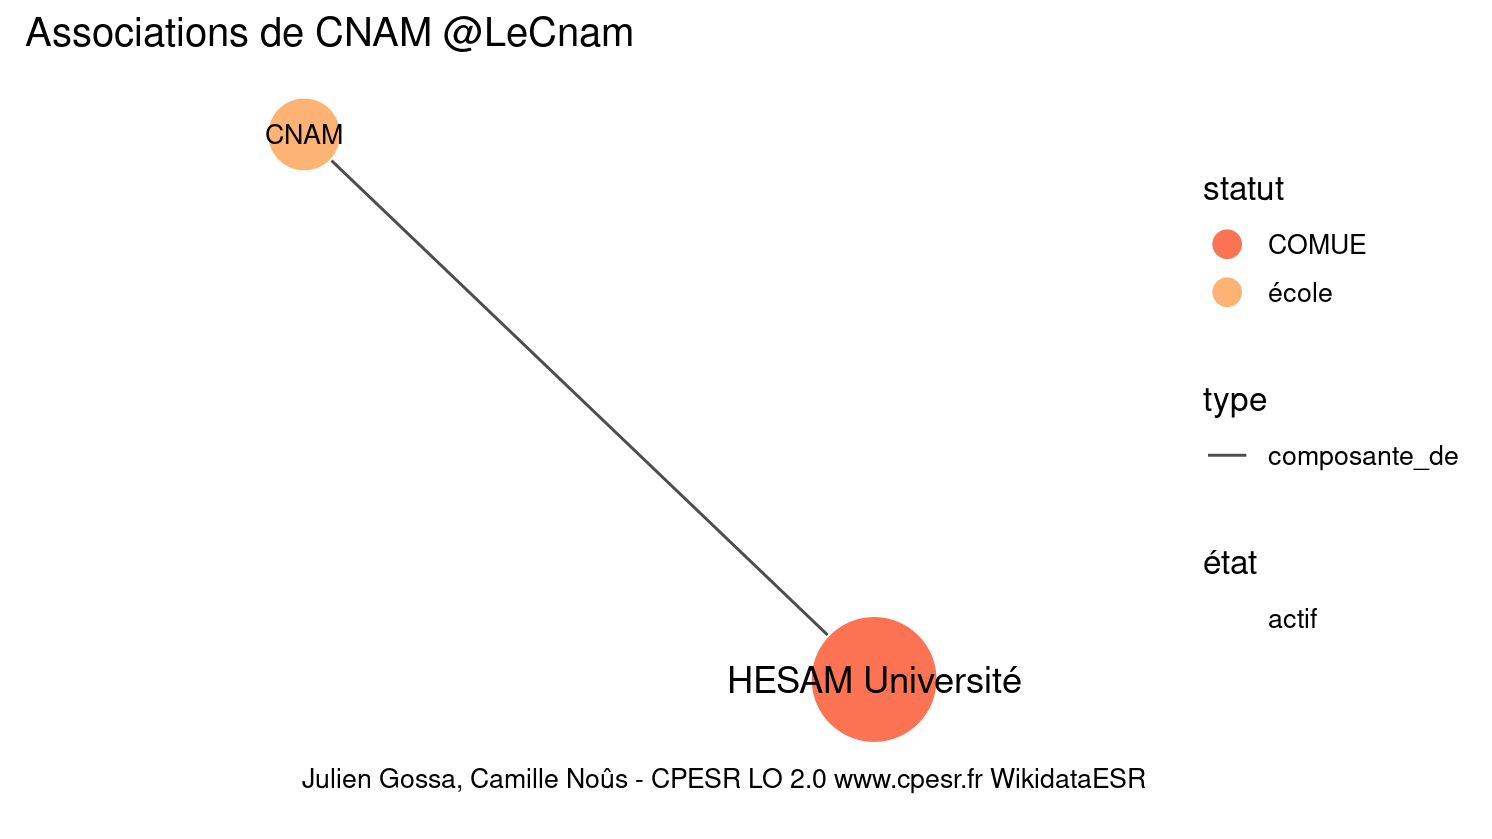 Associations de CNAM @LeCnam
CNAM
HESAM Université
statut
COMUE
école
type
composante_de
état
actif
Julien Gossa, Camille Noûs - CPESR LO 2.0 www.cpesr.fr WikidataESR